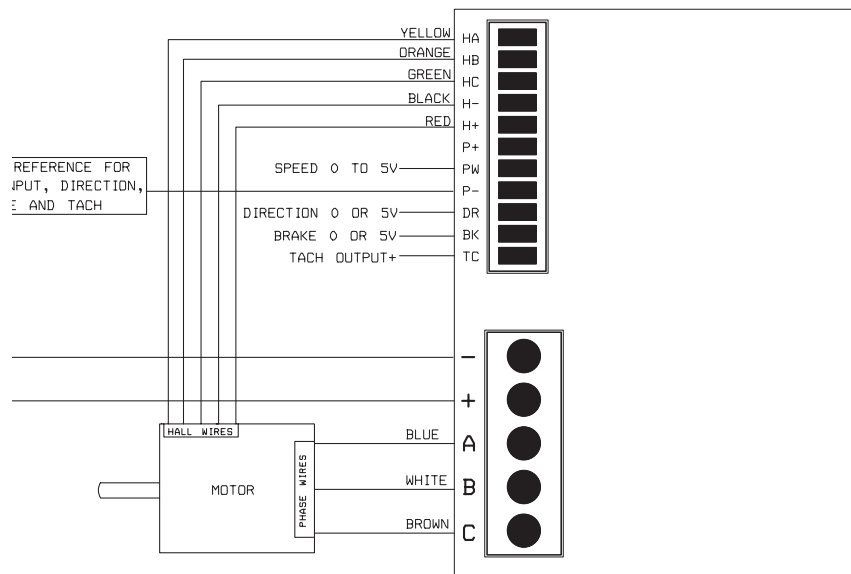 YELLOW HA
ORANGE HB
GREEN HC
BLACK H-
RED H+
P+
SPEED 0 TO 5V PW
REFERENCE FOR
NPUT, DIRECTION,
E AND TACH
P-
DIRECTION 0 OR 5V DR
BRAKE 0 OR 5V BK
TACH OUTPUT+ TC
-
+
HALL WIRES
MOTOR
PHASE WIRES
BLUE A
WHITE B
BROWN C